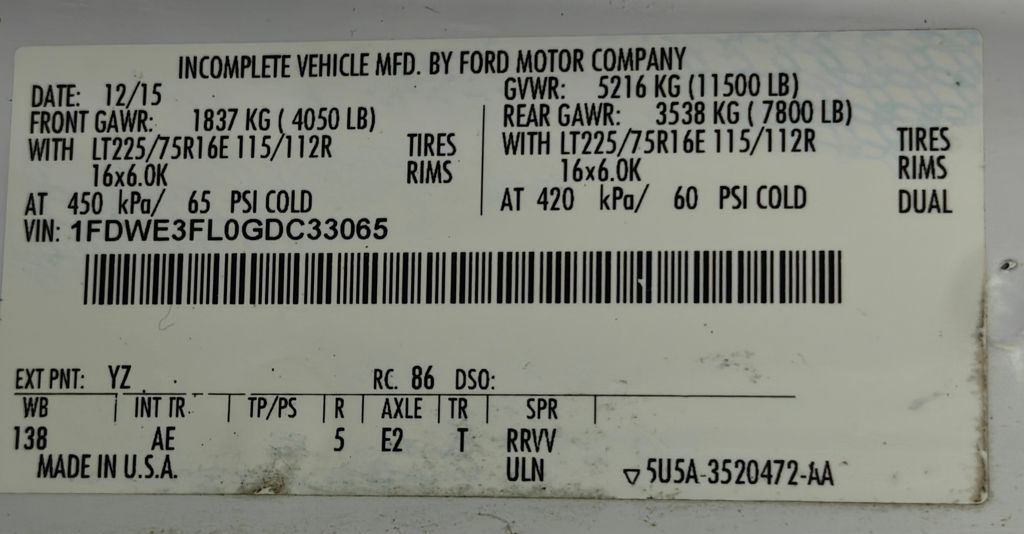 INCOMPLETE VEHICLE MFD. BY FORD MOTOR COMPANY
DATE: 12/15 GVWR: 5216 KG (11500 LB)
FRONT GAWR: 1837 KG ( 4050 LB) REAR GAWR: 3538 KG ( 7800 LB)
WITH LT225/75R16E 115/112R TIRES WITH LT225/75R16E 115/112R TIRES
16x6.0K RIMS 16x6.0K RIMS
AT 450 kPa/ 65 PSI COLD AT 420 kPa/ 60 PSI COLD DUAL
VIN: 1FDWE3FL0GDC33065
EXT PNT: YZ RC. 86 DSO:
WB INT TR TP/PS R AXLE TR SPR
138 AE 5 E2 T RRVV
MADE IN U.S.A. ULN ▽5U5A-3520472-AA